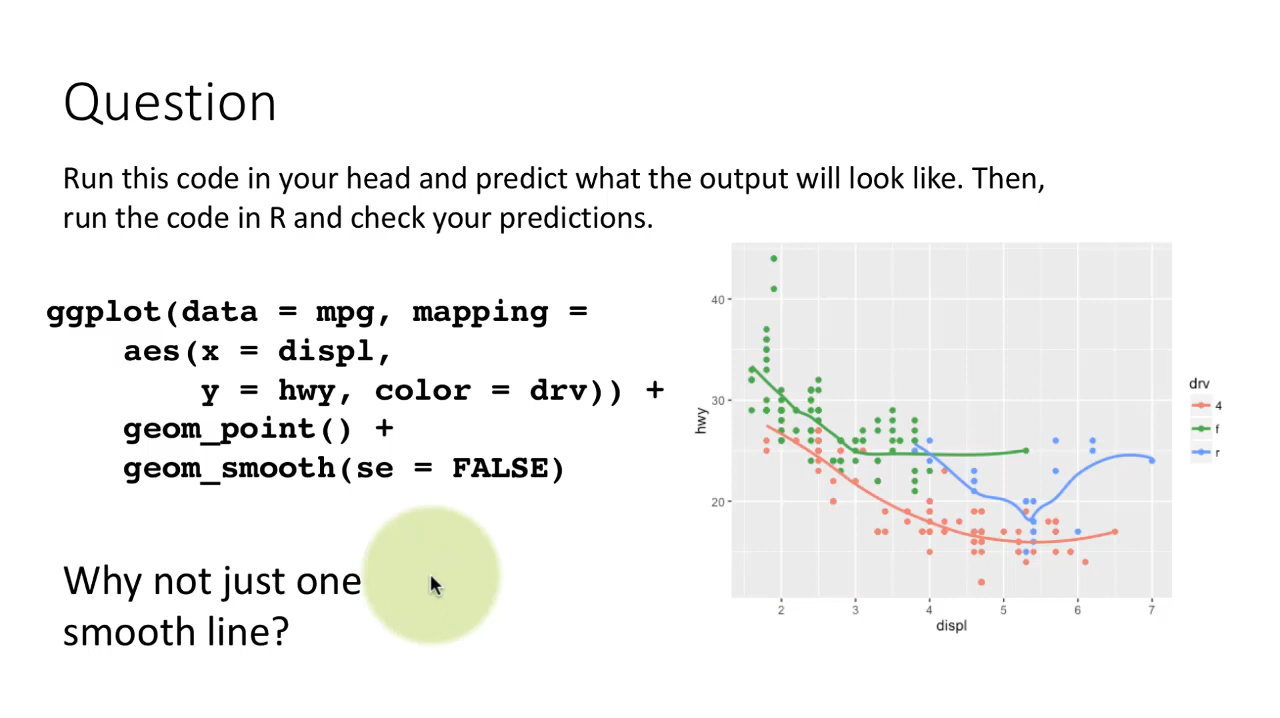 Question
Run this code in your head and predict what the output will look like. Then,
run the code in R and check your predictions.
ggplot(data = mpg, mapping =
aes(x = displ,
y = hwy, color = drv)) +
geom_point() +
geom_smooth(se = FALSE)
Why not just one
smooth line?
40
30
20
hwy
2 3 4 5 6 7
displ
drv
4
f
r